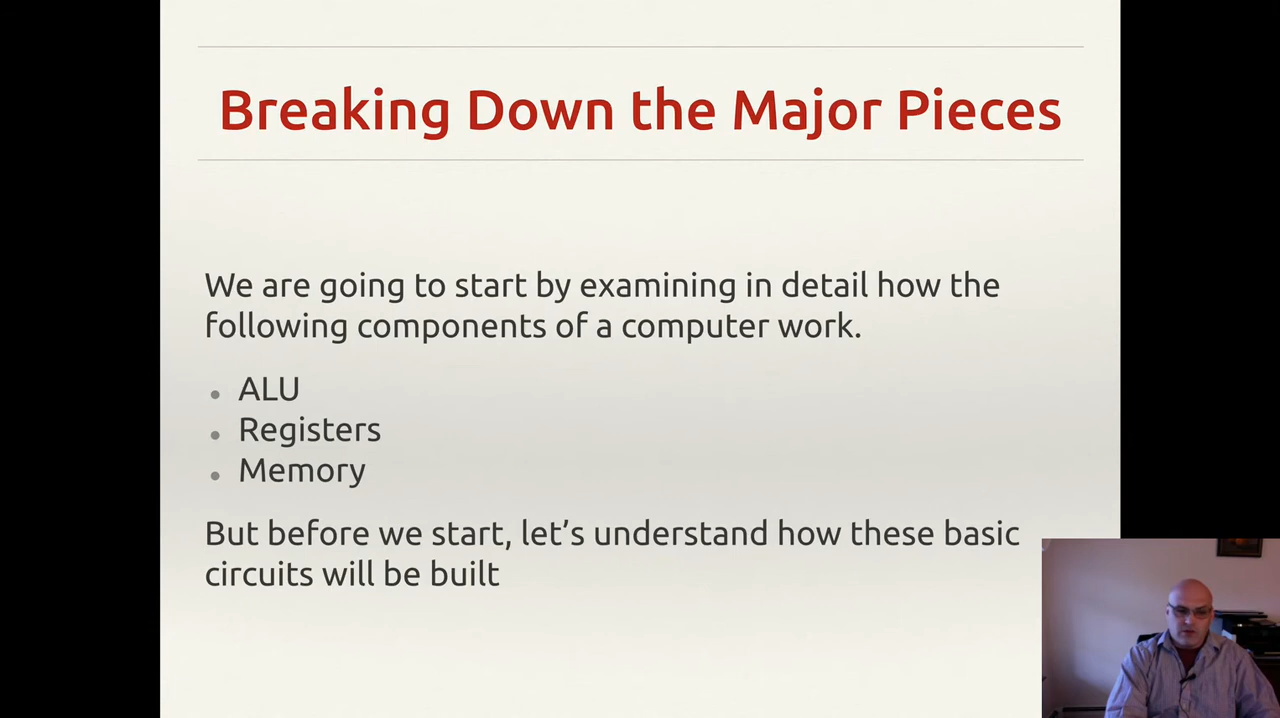 Breaking Down the Major Pieces
We are going to start by examining in detail how the
following components of a computer work.
• ALU
• Registers
• Memory
But before we start, let’s understand how these basic
circuits will be built